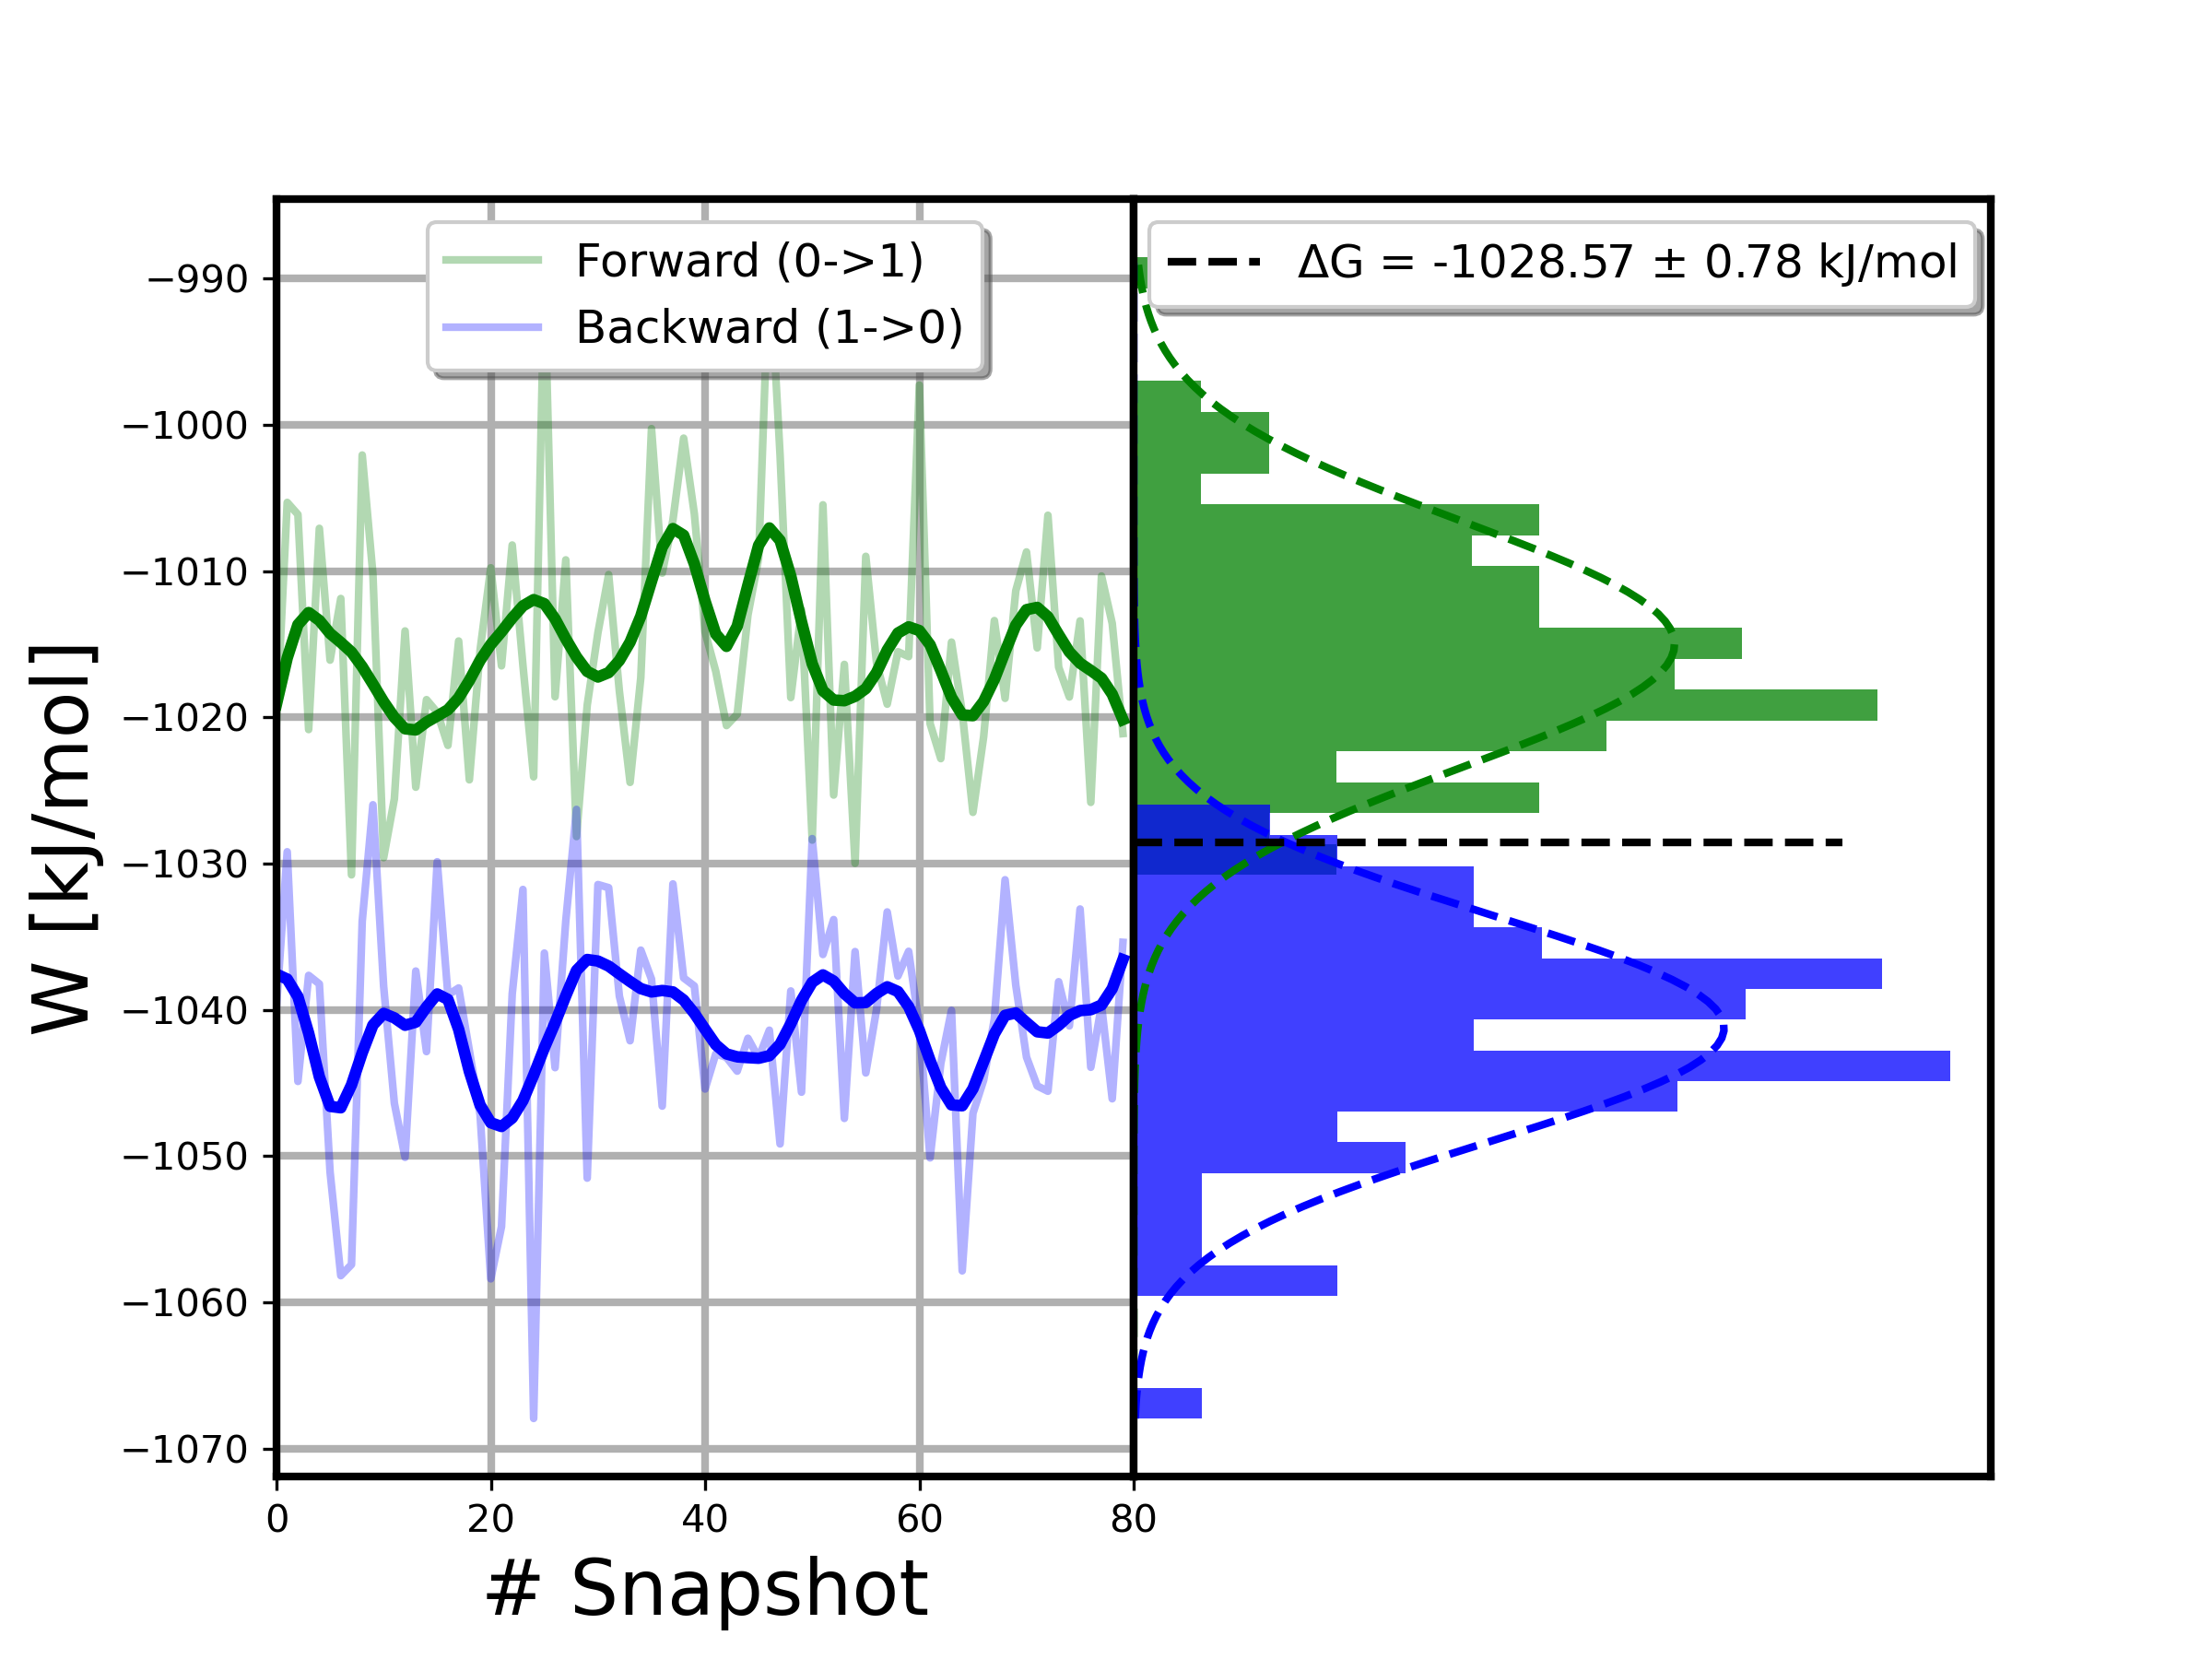 Forward (0->1)
Backward (1->0)
ΔG = -1028.57 ± 0.78 kJ/mol
W [kJ/mol]
−990
−1000
−1010
−1020
−1030
−1040
−1050
−1060
−1070
0 20 40 60 80
# Snapshot